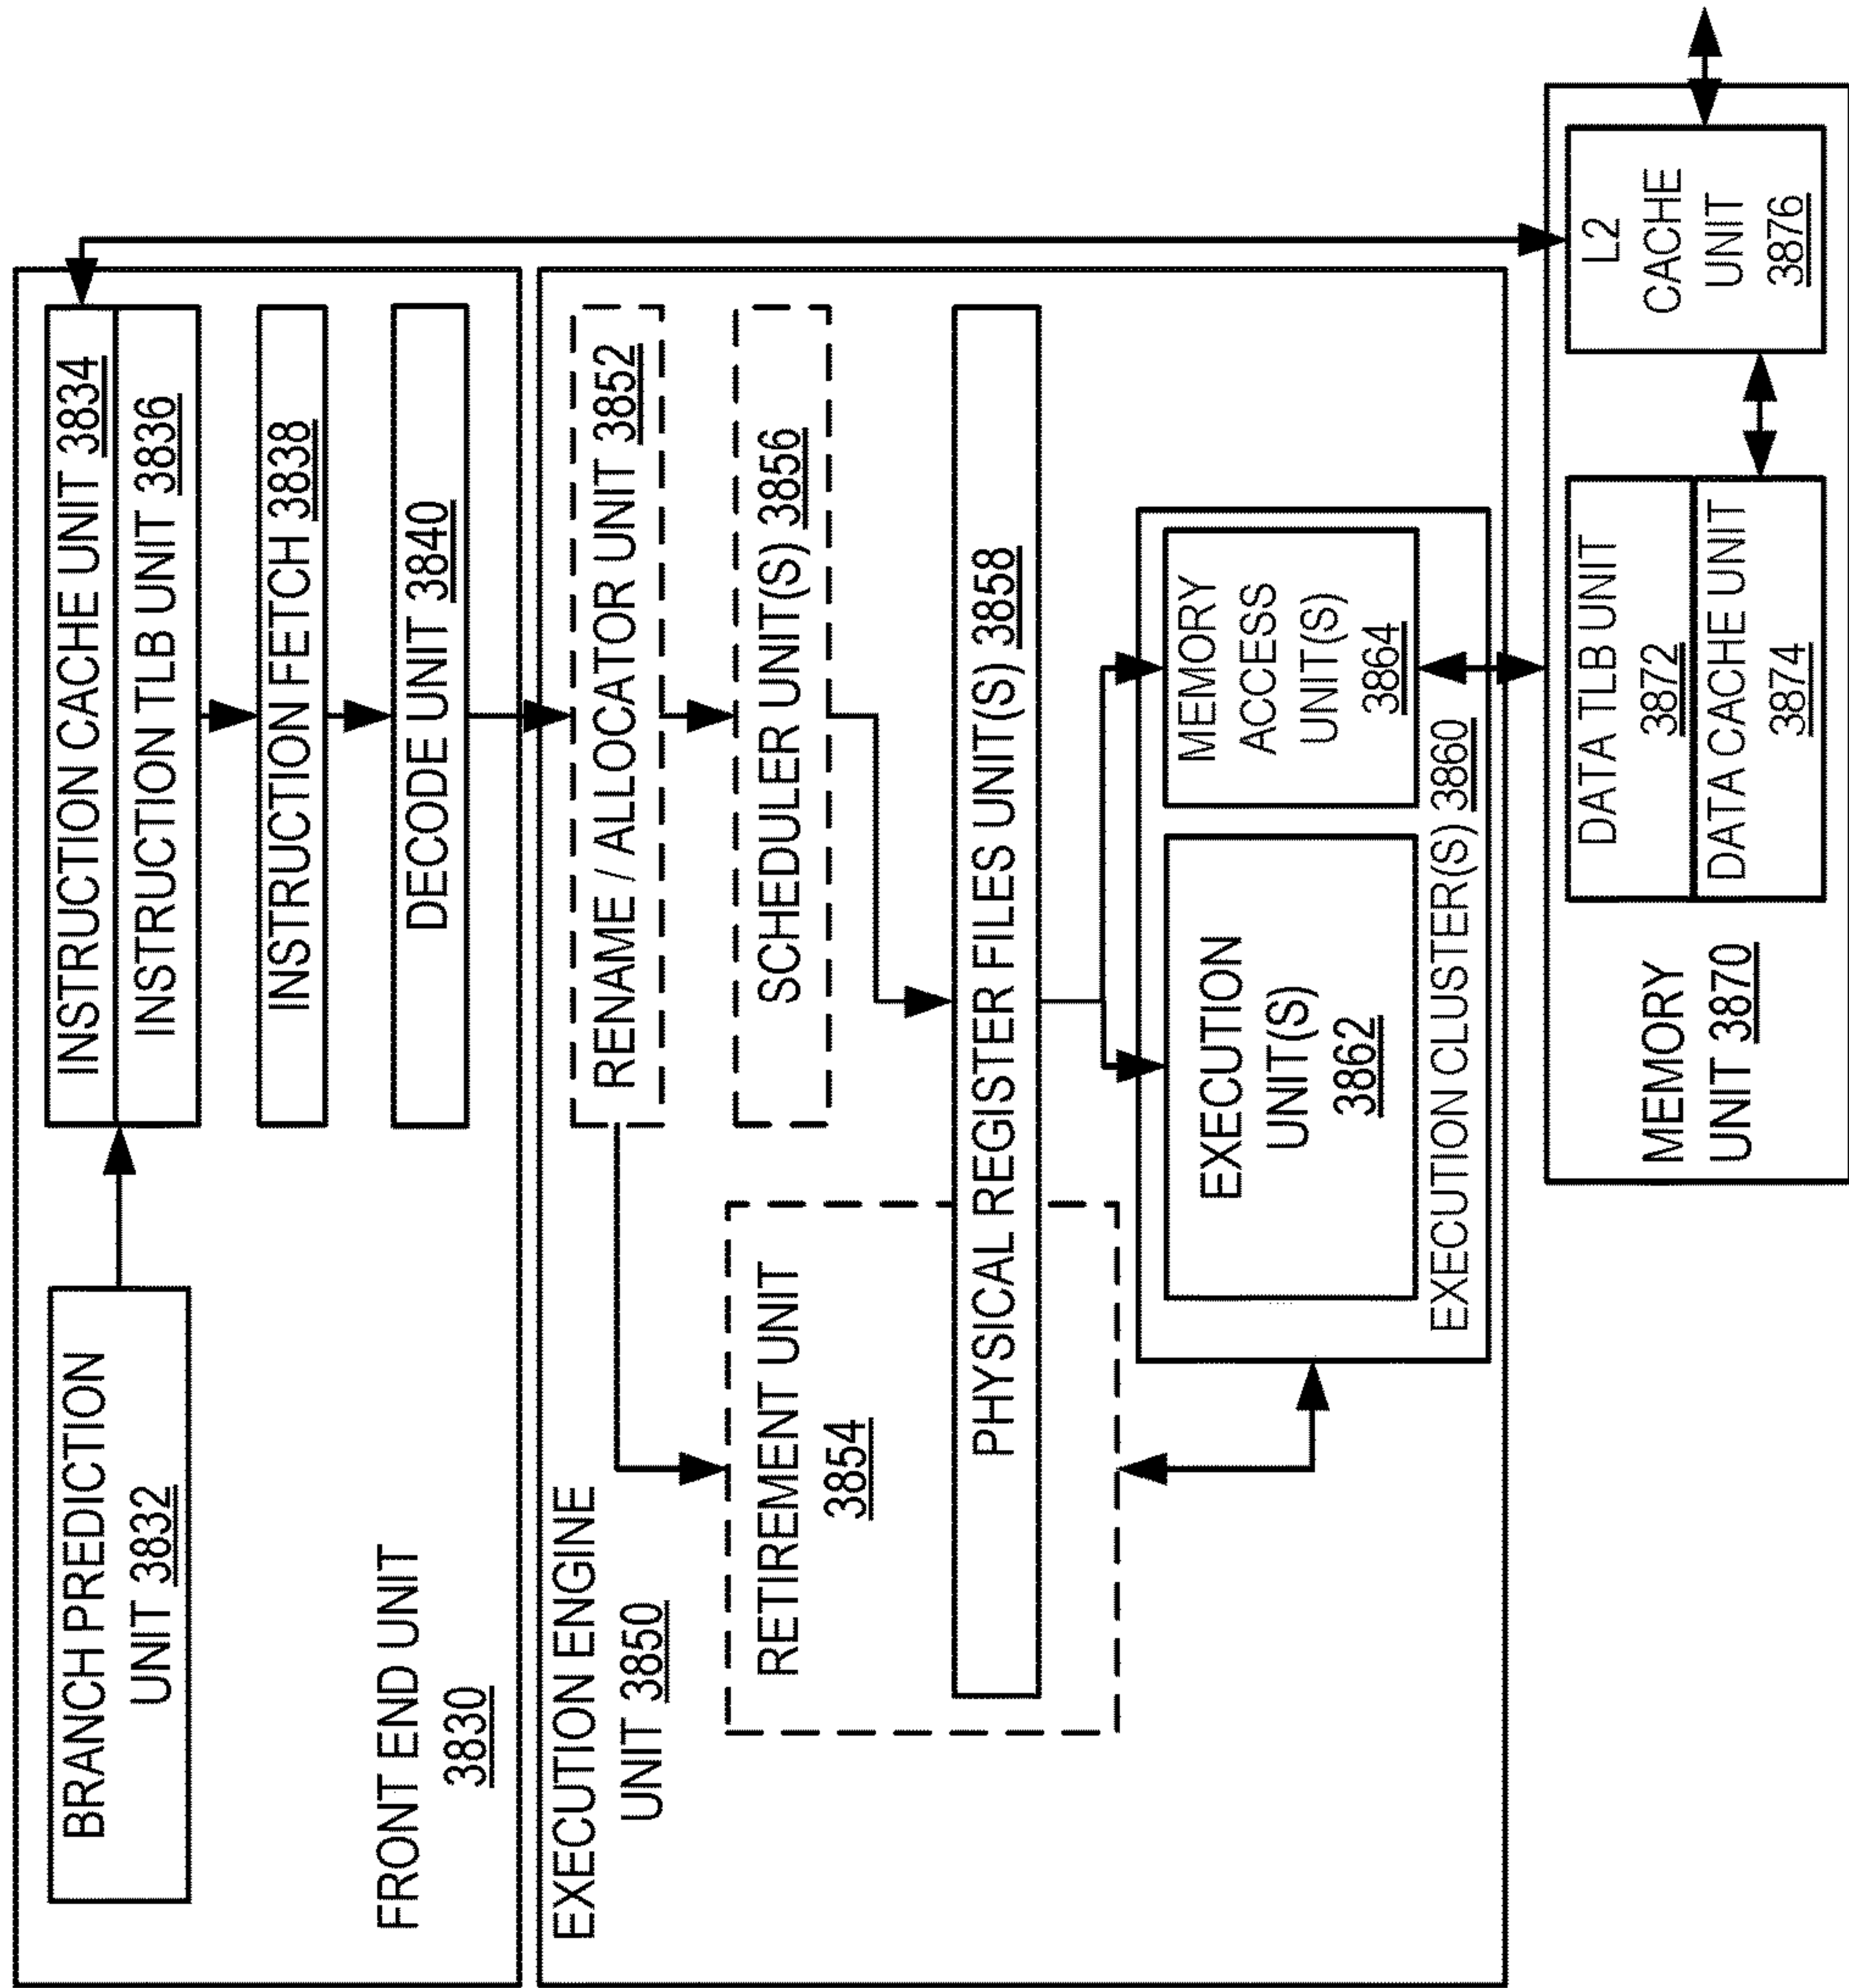 BRANCH PREDICTION
UNIT 3832
INSTRUCTION CACHE UNIT 3834
INSTRUCTION TLB UNIT 3836
INSTRUCTION FETCH 3838
DECODE UNIT 3840
FRONT END UNIT
3830
EXECUTION ENGINE
UNIT 3850
RENAME / ALLOCATOR UNIT 3852
RETIREMENT UNIT
3854
SCHEDULER UNIT(S) 3856
PHYSICAL REGISTER FILES UNIT(S) 3858
EXECUTION
UNIT(S)
3862
MEMORY
ACCESS
UNIT(S)
3864
EXECUTION CLUSTER(S) 3860
MEMORY
UNIT 3870
DATA TLB UNIT
3872
DATA CACHE UNIT
3874
L2
CACHE
UNIT
3876